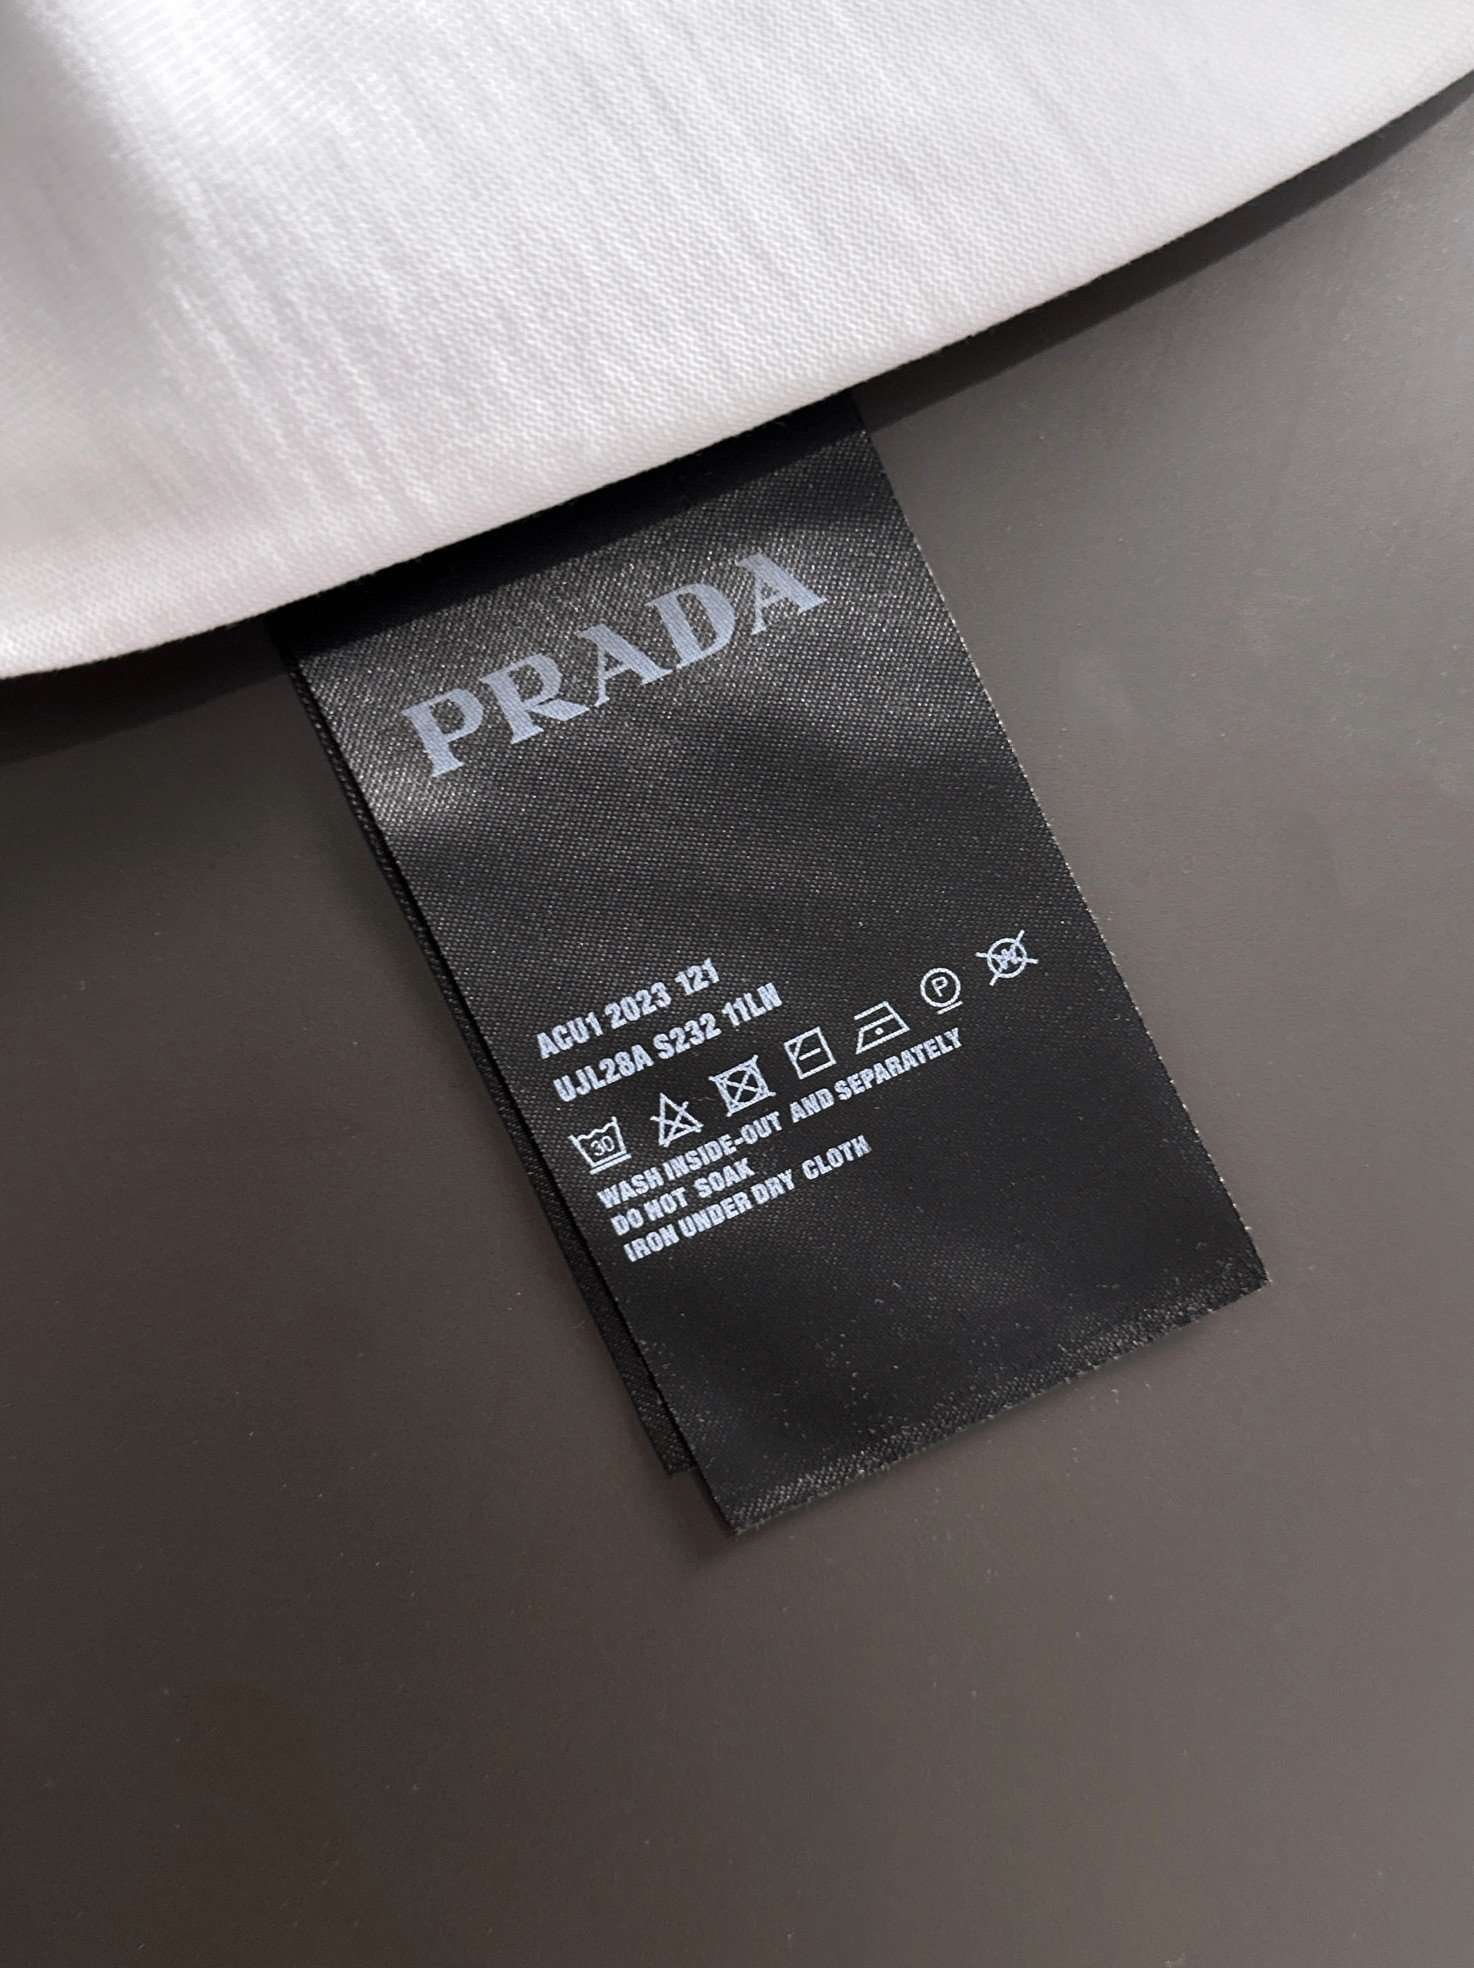 PRADA
ACU1 2023 121
UJL28A S232 11LN
30 P W
WASH INSIDE-OUT AND SEPARATELY
DO NOT SOAK
IRON UNDER DRY CLOTH